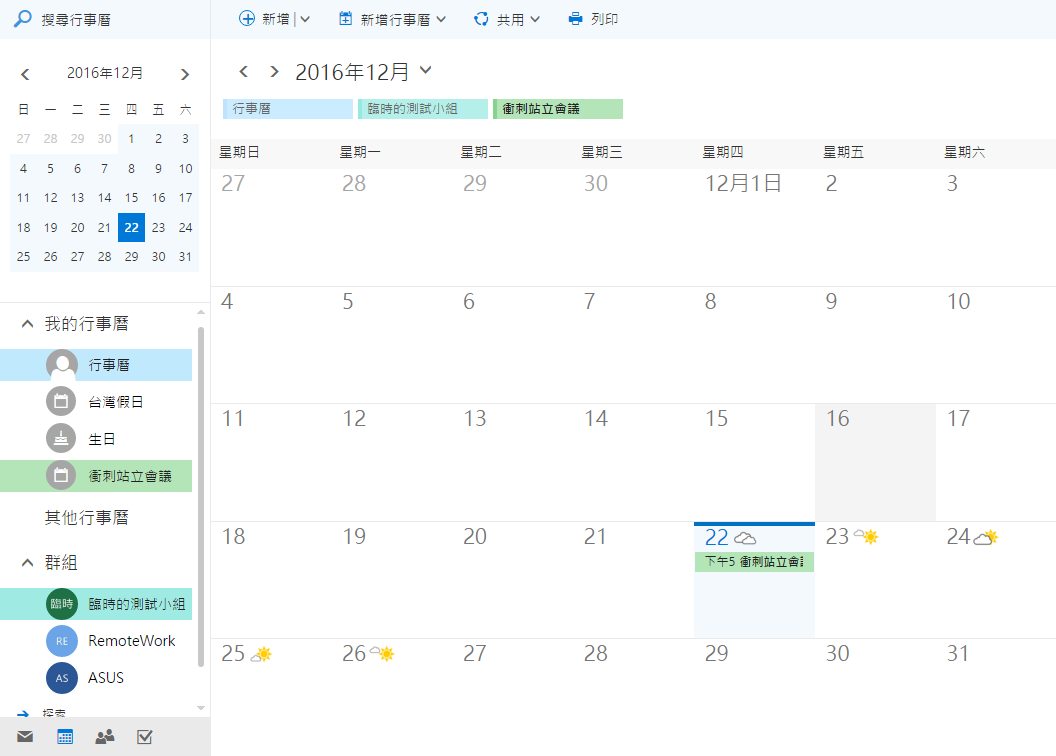 搜尋行事曆
新增 | 新增行事曆 共用 列印
2016年12月
日 一 二 三 四 五 六
27 28 29 30 1 2 3
4 5 6 7 8 9 10
11 12 13 14 15 16 17
18 19 20 21 22 23 24
25 26 27 28 29 30 31
我的行事曆
行事曆
台灣假日
生日
衝刺站立會議
其他行事曆
群組
臨時 臨時的測試小組
RE RemoteWork
AS ASUS
探索
2016年12月
行事曆 臨時的測試小組 衝刺站立會議
星期日 星期一 星期二 星期三 星期四 星期五 星期六
27 28 29 30 12月1日 2 3
4 5 6 7 8 9 10
11 12 13 14 15 16 17
18 19 20 21 22 23 24
下午5 衝刺站立會
25 26 27 28 29 30 31